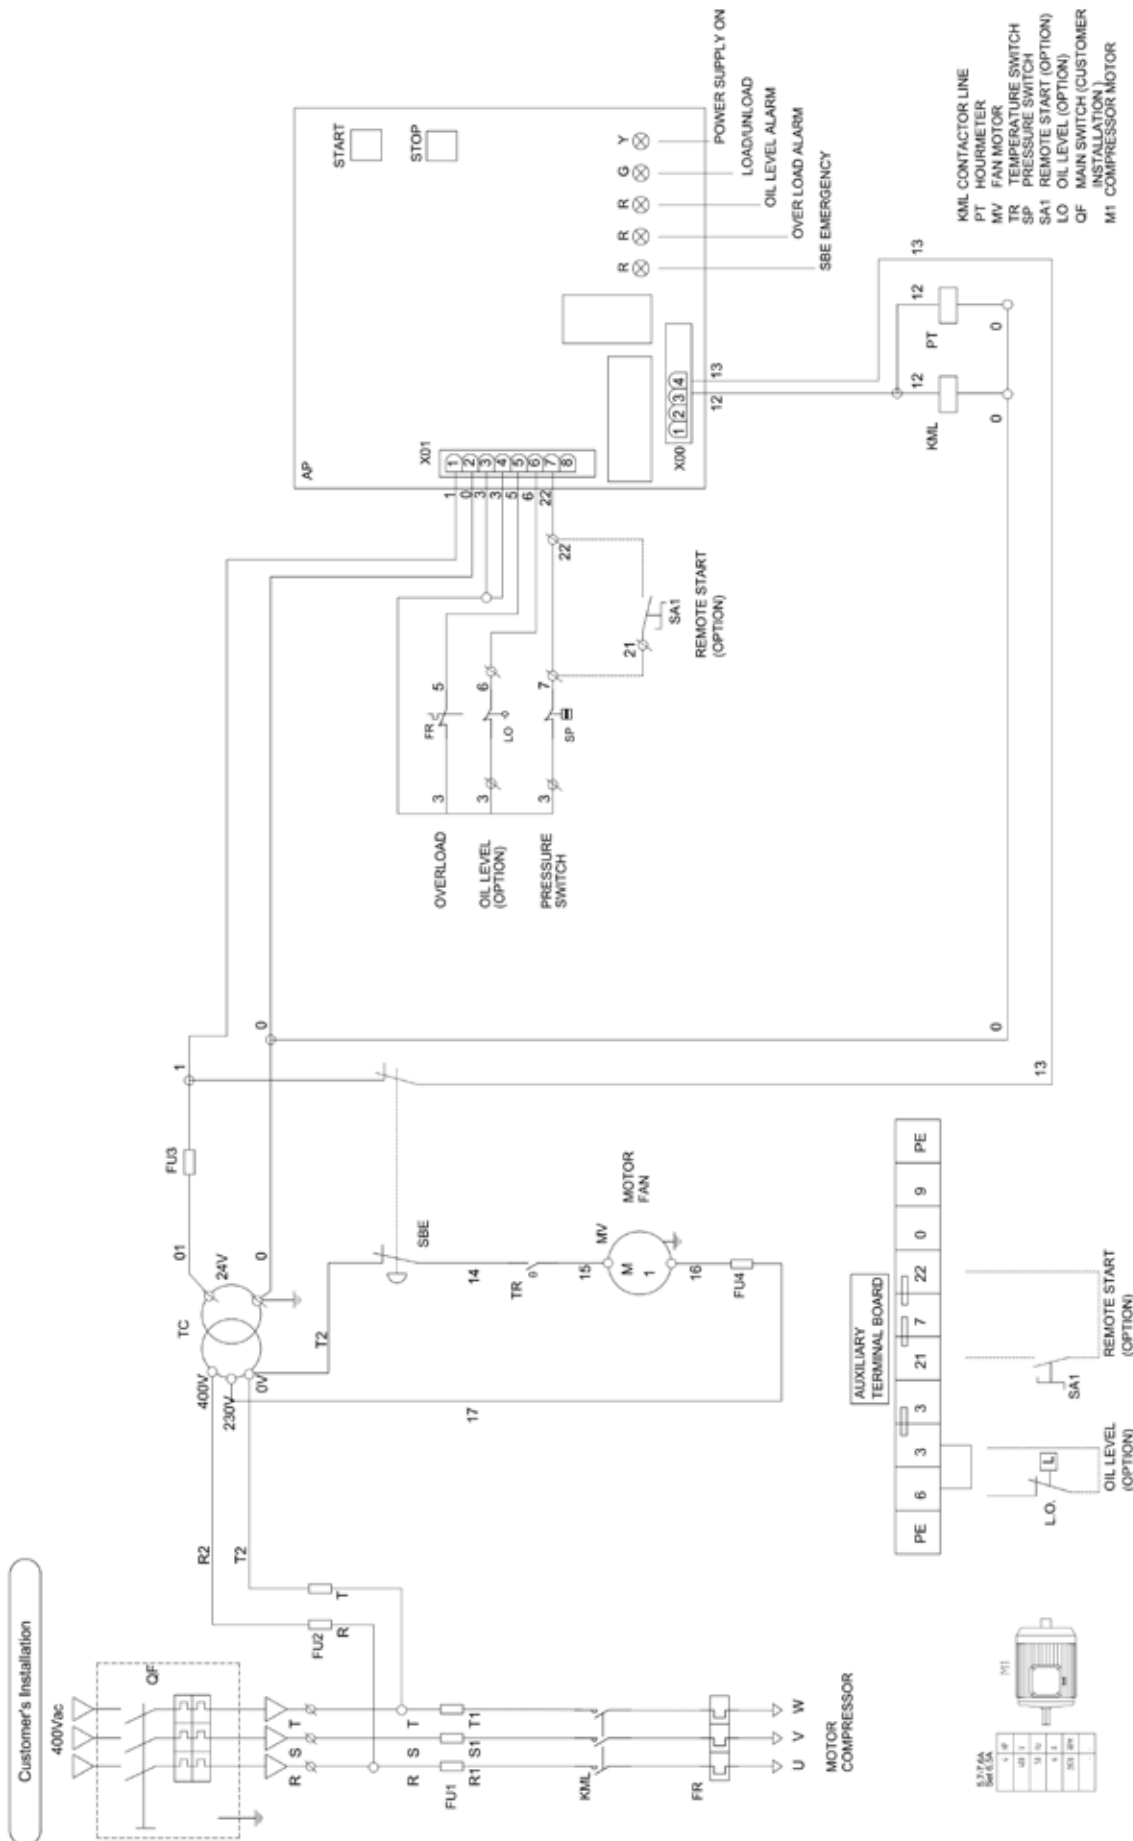 Customer's Installation
400Vac
QF
R
S
T
R
S
T
FU1
R1
S1
T1
KML
FR
U
V
W
MOTOR
COMPRESSOR
FU2
R
T
R2
T2
400V
230V
0V
TC
24V
01
FU3
1
0
0
T2
17
SBE
14
TR
15
MV
M
1
MOTOR
FAN
16
FU4
13
0
OVERLOAD
3
FR
5
OIL LEVEL
(OPTION)
3
LO
6
PRESSURE
SWITCH
3
SP
7
22
21
SA1
REMOTE START
(OPTION)
AP
X01
1
2
3
4
5
6
7
8
1
0
3
3
5
6
22
START
STOP
R
R
R
G
Y
POWER SUPPLY ON
LOAD/UNLOAD
OIL LEVEL ALARM
OVER LOAD ALARM
SBE EMERGENCY
X00
1
2
3
4
12
13
12
12
13
KML
PT
0
0
KML CONTACTOR LINE
PT HOURMETER
MV FAN MOTOR
TR TEMPERATURE SWITCH
SP PRESSURE SWITCH
SA1 REMOTE START (OPTION)
LO OIL LEVEL (OPTION)
QF MAIN SWITCH (CUSTOMER
INSTALLATION )
M1 COMPRESSOR MOTOR
AUXILIARY
TERMINAL BOARD
PE
6
3
3
21
7
22
0
9
PE
L.O.
L
OIL LEVEL
(OPTION)
SA1
REMOTE START
(OPTION)
M1